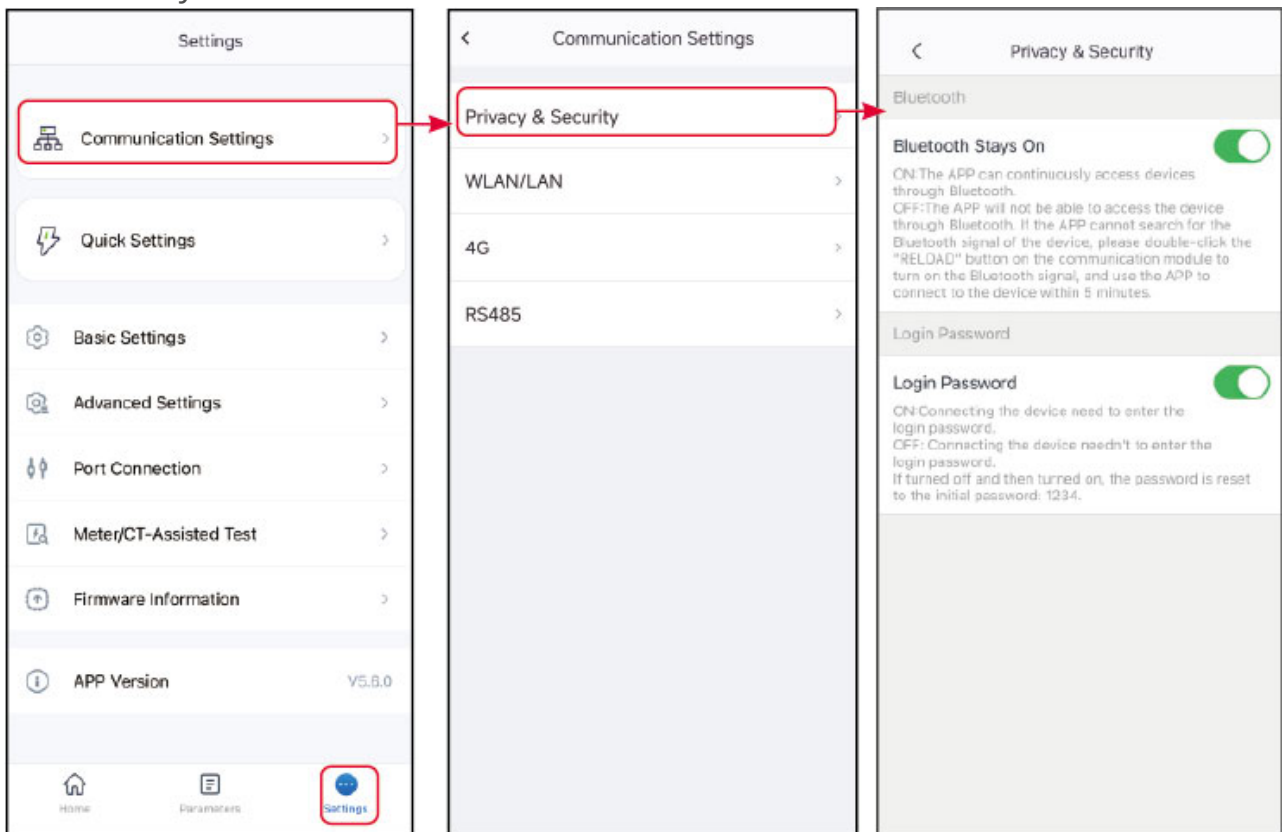 Settings
Communication Settings
Quick Settings
Basic Settings
Advanced Settings
Port Connection
Meter/CT-Assisted Test
Firmware Information
APP Version
Home
Parameters
Settings
Communication Settings
Privacy & Security
WLAN/LAN
4G
RS485
Privacy & Security
Bluetooth
Bluetooth Stays On
ON:The APP can continuously access devices
through Bluetooth.
OFF:The APP will not be able to access the device
through Bluetooth. If the APP cannot search for the
Bluetooth signal of the device, please double-click the
"RELOAD" button on the communication module to
turn on the Bluetooth signal, and use the APP to
connect to the device within 5 minutes.
Login Password
Login Password
ON:Connecting the device need to enter the
login password.
OFF: Connecting the device needn't to enter the
login password.
If turned off and then turned on, the password is reset
to the initial password: 1234.